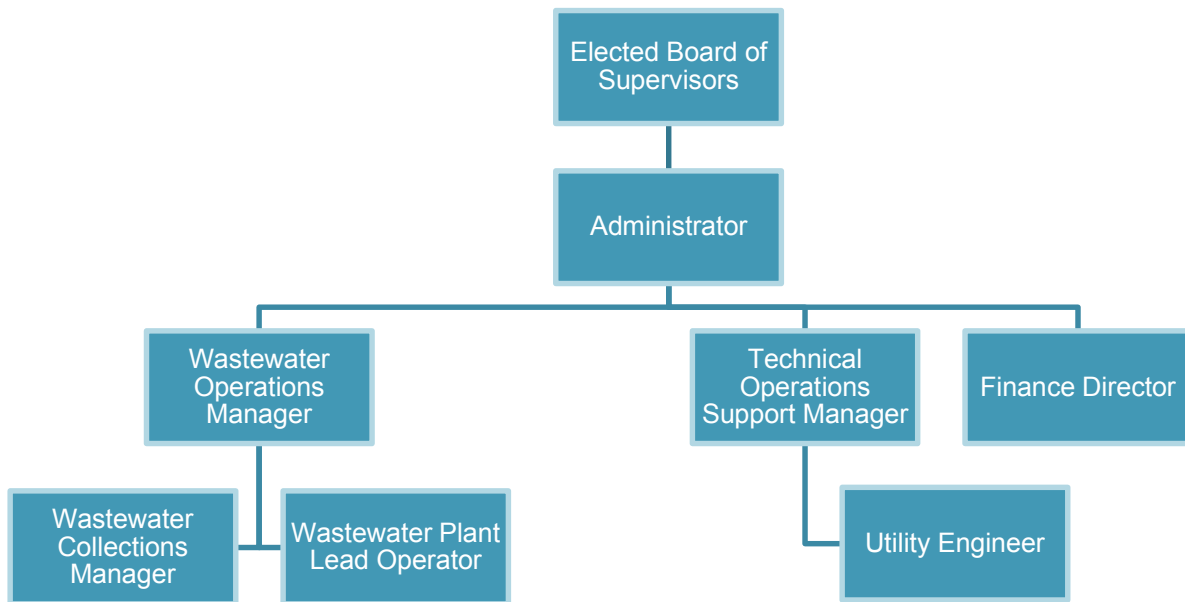 Elected Board of
Supervisors
Administrator
Wastewater
Operations
Manager
Technical
Operations
Support Manager
Finance Director
Wastewater
Collections
Manager
Wastewater Plant
Lead Operator
Utility Engineer